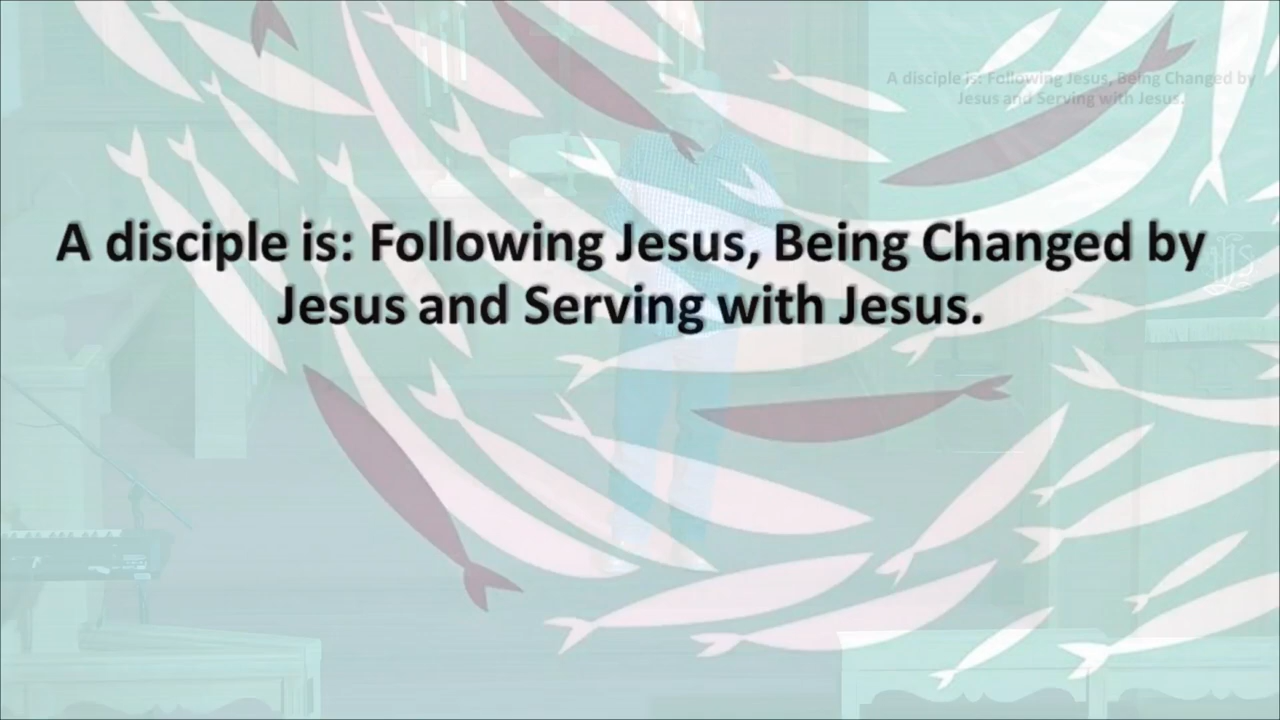 A disciple is: Following Jesus, Being Changed by
Jesus and Serving with Jesus.
A disciple is: Following Jesus, Being Changed by
Jesus and Serving with Jesus.